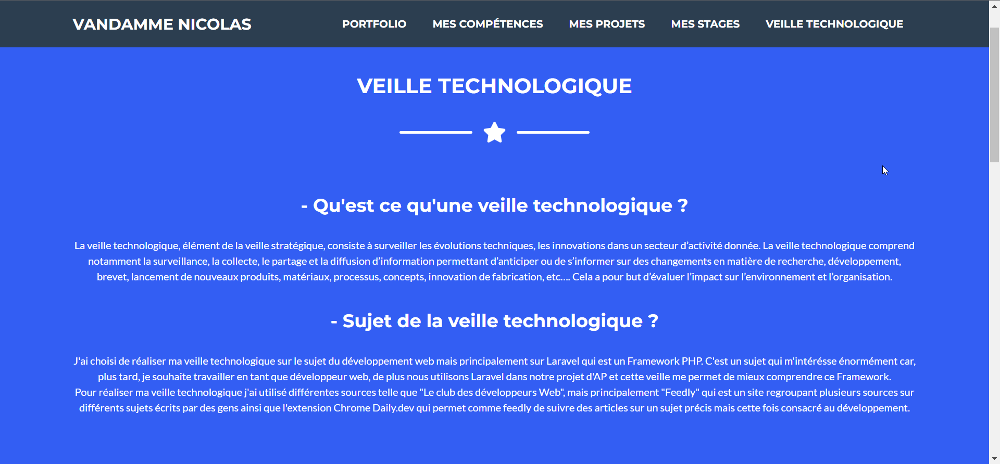 VANDAMME NICOLAS
PORTFOLIO
MES COMPÉTENCES
MES PROJETS
MES STAGES
VEILLE TECHNOLOGIQUE
VEILLE TECHNOLOGIQUE
- Qu'est ce qu'une veille technologique ?
La veille technologique, élément de la veille stratégique, consiste à surveiller les évolutions techniques, les innovations dans un secteur d’activité donnée. La veille technologique comprend
notamment la surveillance, la collecte, le partage et la diffusion d’information permettant d’anticiper ou de s’informer sur des changements en matière de recherche, développement,
brevet, lancement de nouveaux produits, matériaux, processus, concepts, innovation de fabrication, etc…. Cela a pour but d’évaluer l’impact sur l’environnement et l’organisation.
- Sujet de la veille technologique ?
J'ai choisi de réaliser ma veille technologique sur le sujet du développement web mais principalement sur Laravel qui est un Framework PHP. C'est un sujet qui m'intérésse énormément car,
plus tard, je souhaite travailler en tant que développeur web, de plus nous utilisons Laravel dans notre projet d'AP et cette veille me permet de mieux comprendre ce Framework.
Pour réaliser ma veille technologique j'ai utilisé différentes sources telle que "Le club des développeurs Web", mais principalement "Feedly" qui est un site regroupant plusieurs sources sur
différents sujets écrits par des gens ainsi que l'extension Chrome Daily.dev qui permet comme feedly de suivre des articles sur un sujet précis mais cette fois consacré au développement.